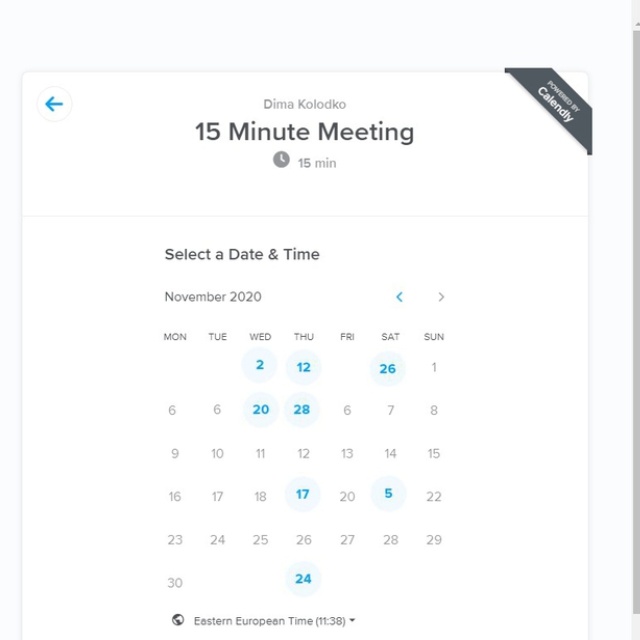 POWERED BY
Calendly
Dima Kolodko
15 Minute Meeting
15 min
Select a Date & Time
November 2020
MON TUE WED THU FRI SAT SUN
2 12 26 1
6 6 20 28 6 7 8
9 10 11 12 13 14 15
16 17 18 17 20 5 22
23 24 25 26 27 28 29
30 24
Eastern European Time (11:38)